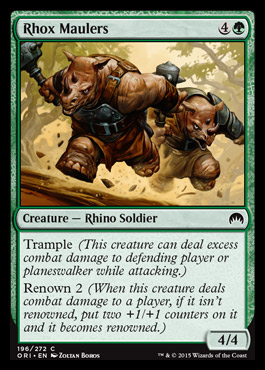 Rhox Maulers 4
Creature — Rhino Soldier
Trample (This creature can deal excess
combat damage to defending player or
planeswalker while attacking.)
Renown 2 (When this creature deals
combat damage to a player, if it isn't
renowned, put two +1/+1 counters on it
and it becomes renowned.)
4/4
196/272 C
ORI • EN Zoltan Boros ™ & © 2015 Wizards of the Coast